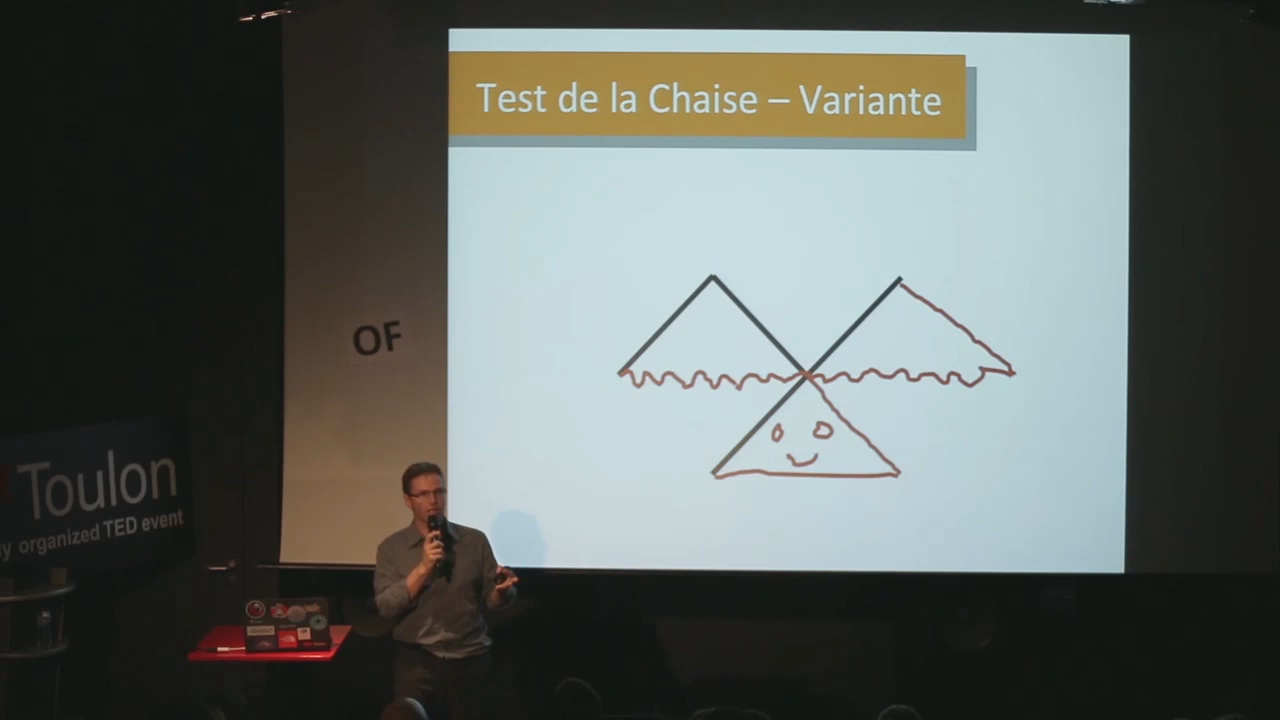 Test de la Chaise – Variante
OF
Toulon
organized TED event